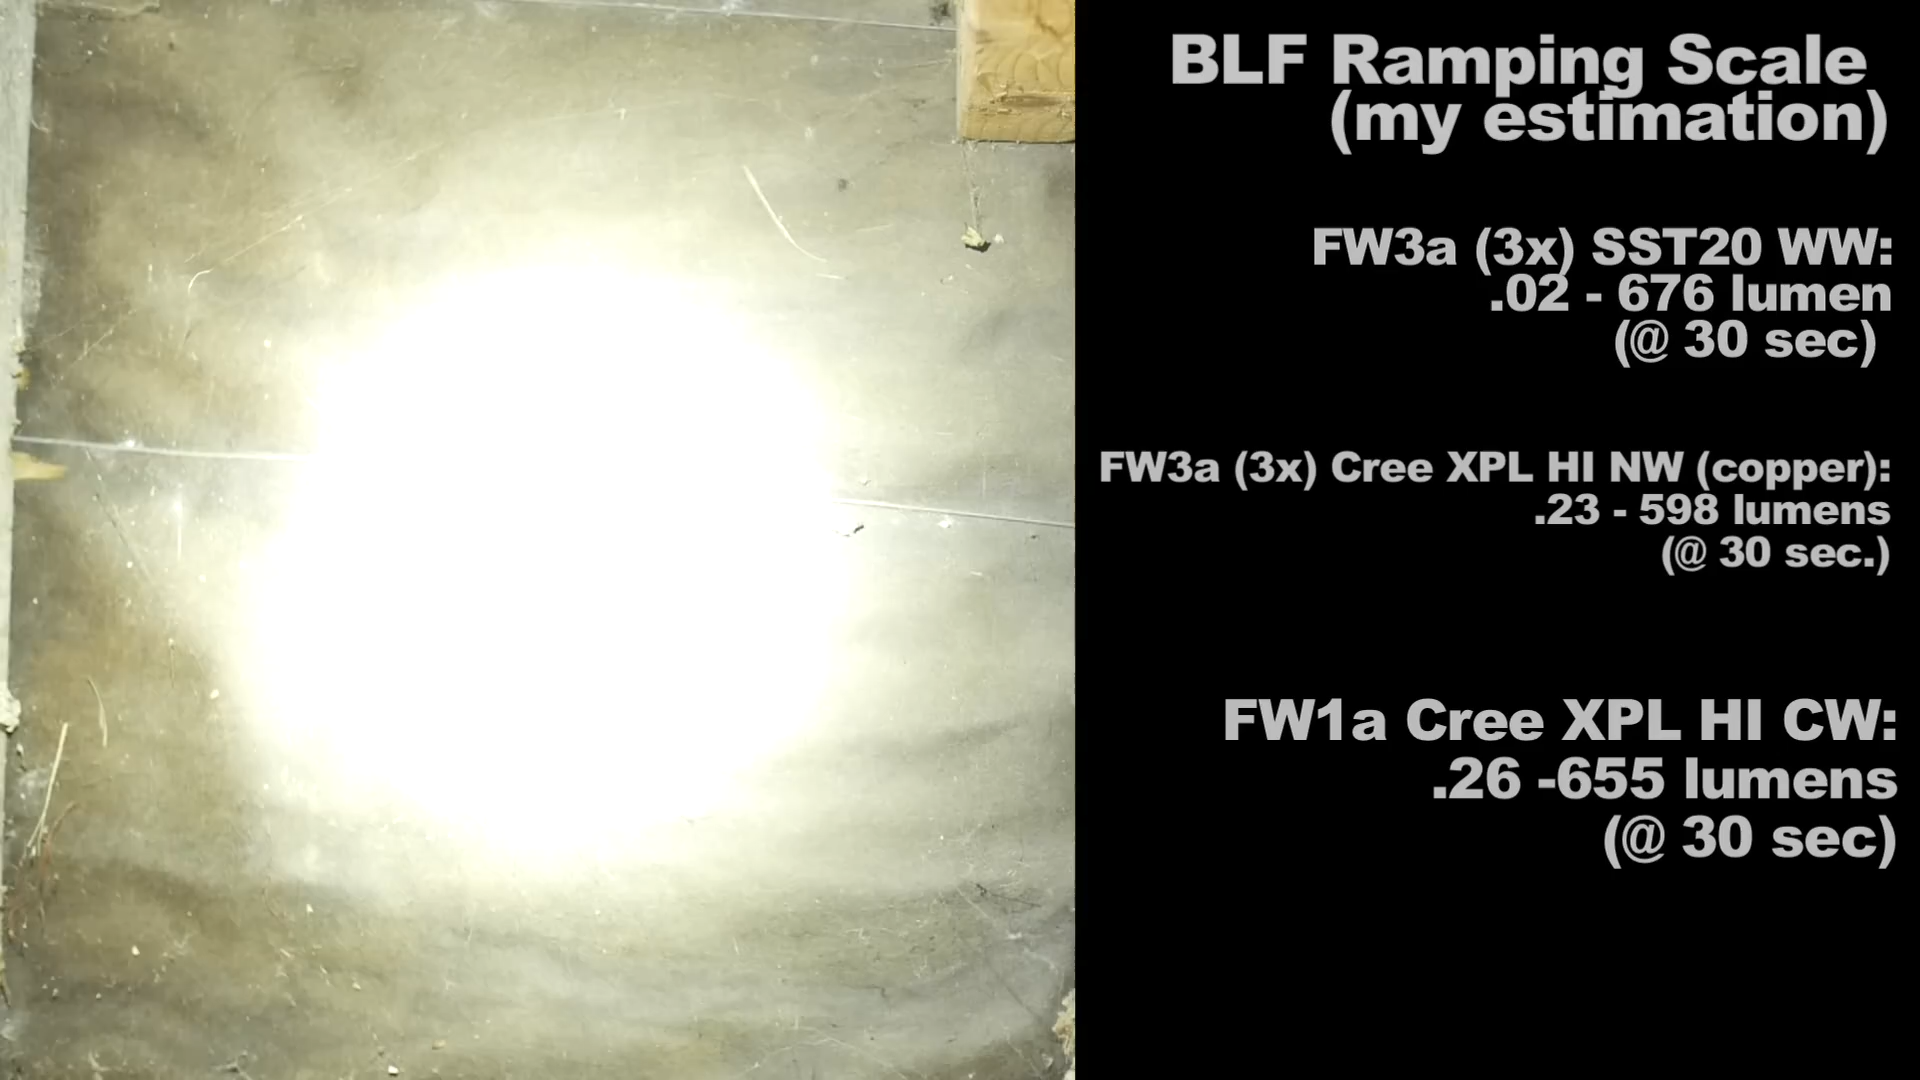 BLF Ramping Scale
(my estimation)
FW3a (3x) SST20 WW:
.02 - 676 lumen
(@ 30 sec)
FW3a (3x) Cree XPL HI NW (copper):
.23 - 598 lumens
(@ 30 sec.)
FW1a Cree XPL HI CW:
.26 -655 lumens
(@ 30 sec)